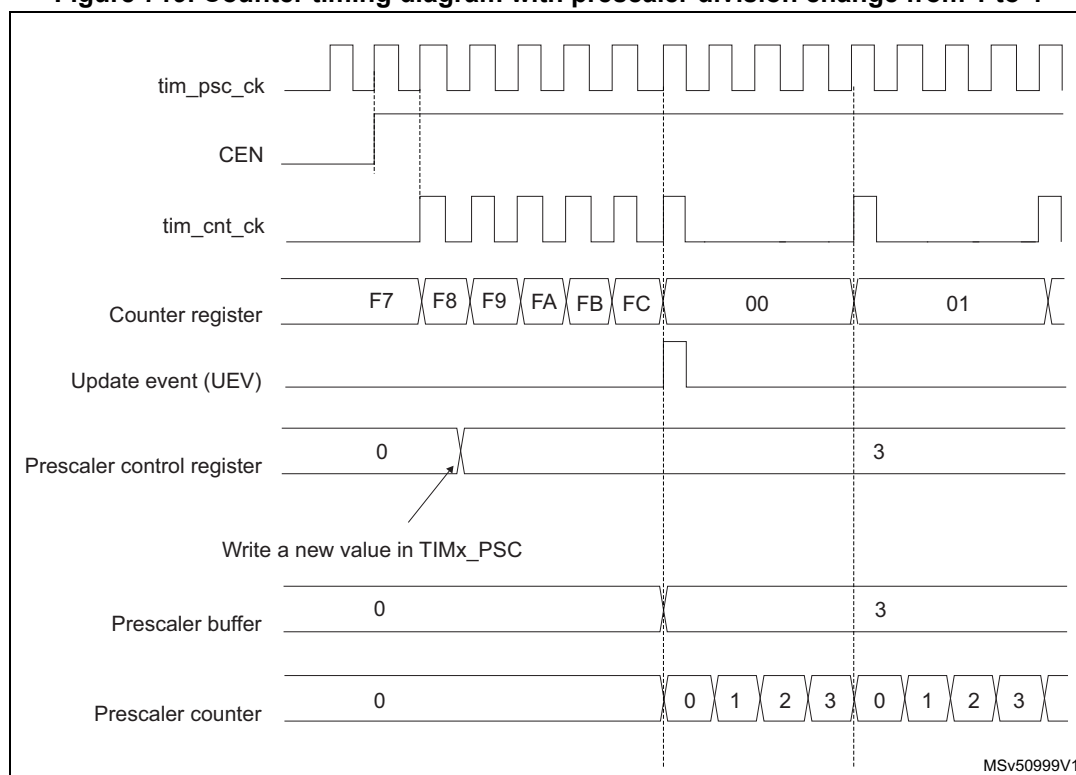 tim_psc_ck
CEN
tim_cnt_ck
Counter register F7 F8 F9 FA FB FC 00 01
Update event (UEV)
Prescaler control register 0 3
Write a new value in TIMx_PSC
Prescaler buffer 0 3
Prescaler counter 0 0 1 2 3 0 1 2 3
MSv50999V1